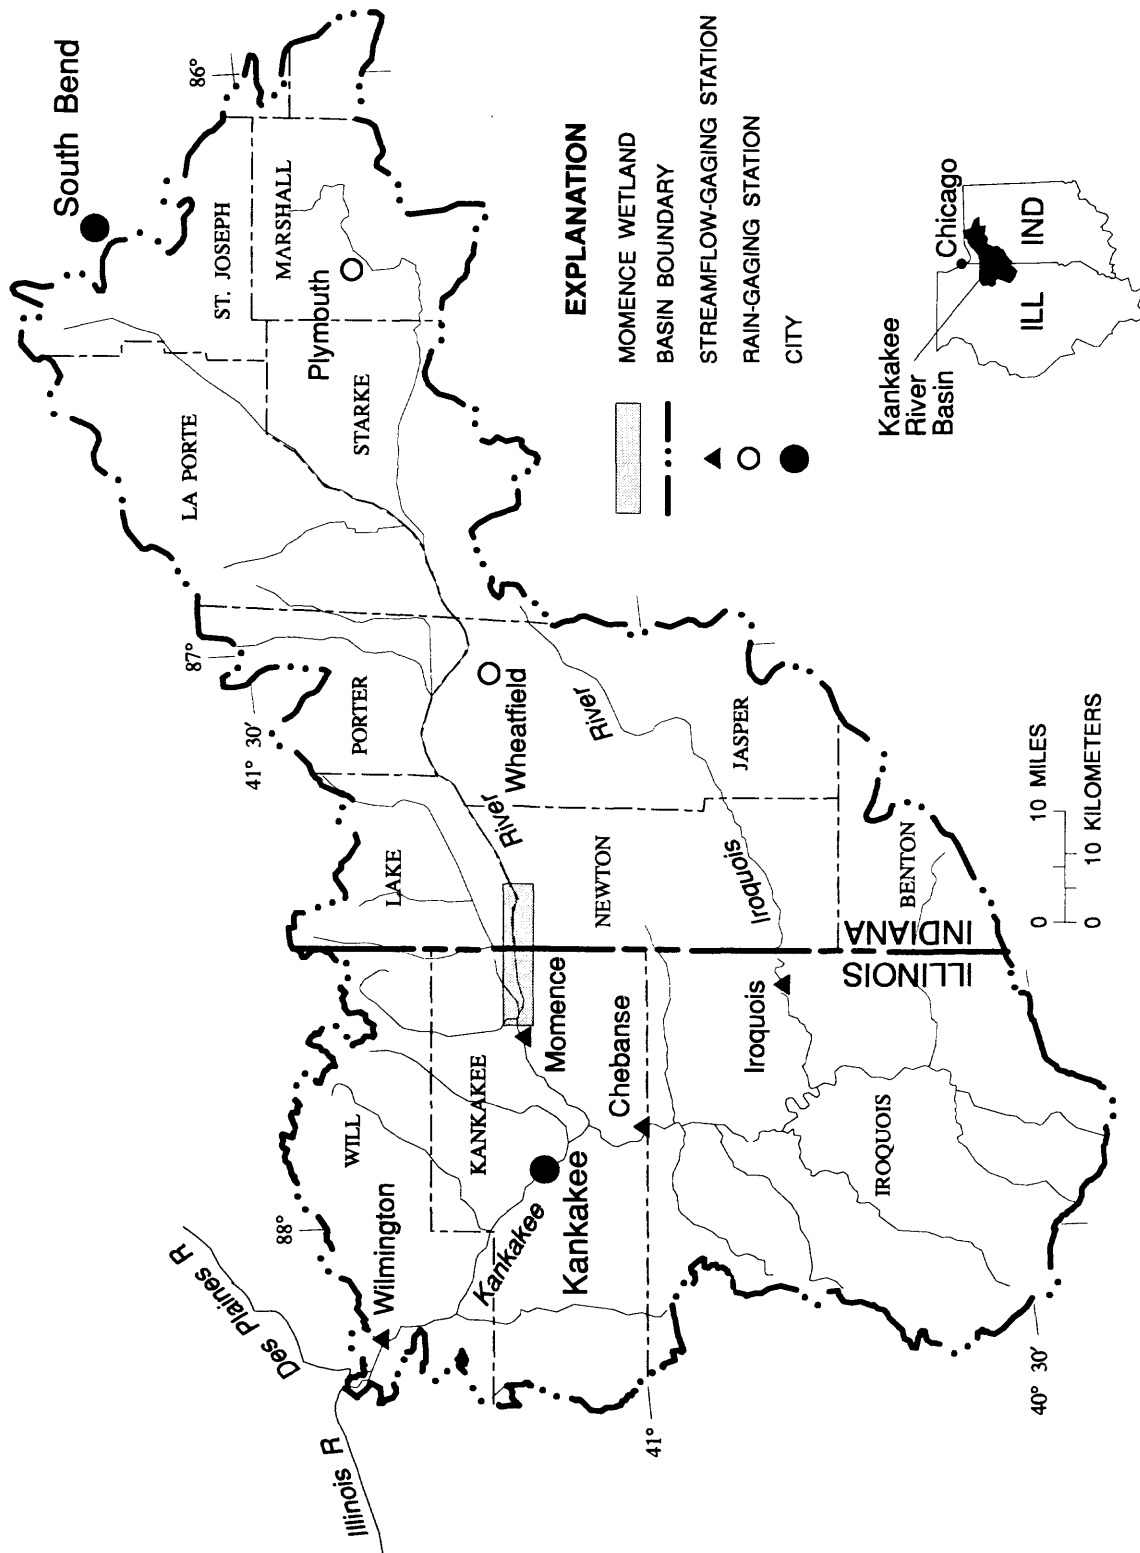 South Bend
86°
ST. JOSEPH
MARSHALL
Plymouth
LA PORTE
STARKE
87°
41° 30'
PORTER
Wheatfield
River
JASPER
River
LAKE
NEWTON
Iroquois
BENTON
INDIANA
ILLINOIS
Momence
Iroquois
Chebanse
KANKAKEE
WILL
IROQUOIS
88°
Kankakee
Kankakee
Wilmington
Des Plaines R
Illinois R
41°
40° 30'
EXPLANATION
MOMENCE WETLAND
BASIN BOUNDARY
STREAMFLOW-GAGING STATION
RAIN-GAGING STATION
CITY
0 10 MILES
0 10 KILOMETERS
Kankakee
River
Basin
Chicago
ILL
IND